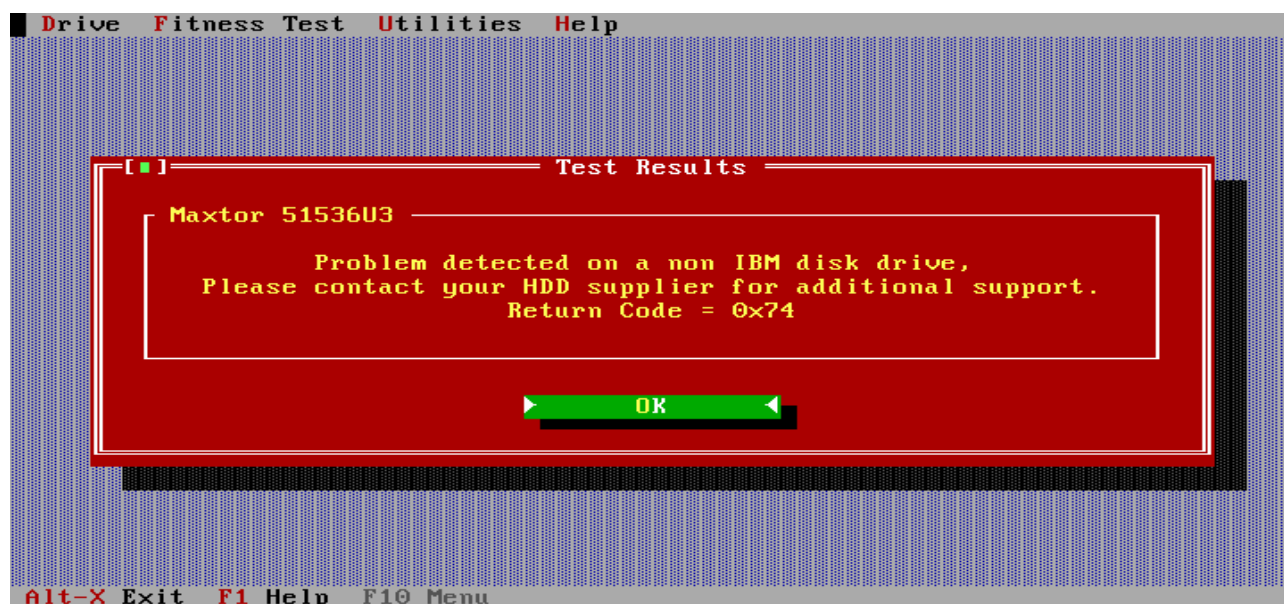 Drive Fitness Test Utilities Help
Test Results
Maxtor 51536U3
Problem detected on a non IBM disk drive,
Please contact your HDD supplier for additional support.
Return Code = 0x74
OK
Alt-X Exit F1 Help F10 Menu